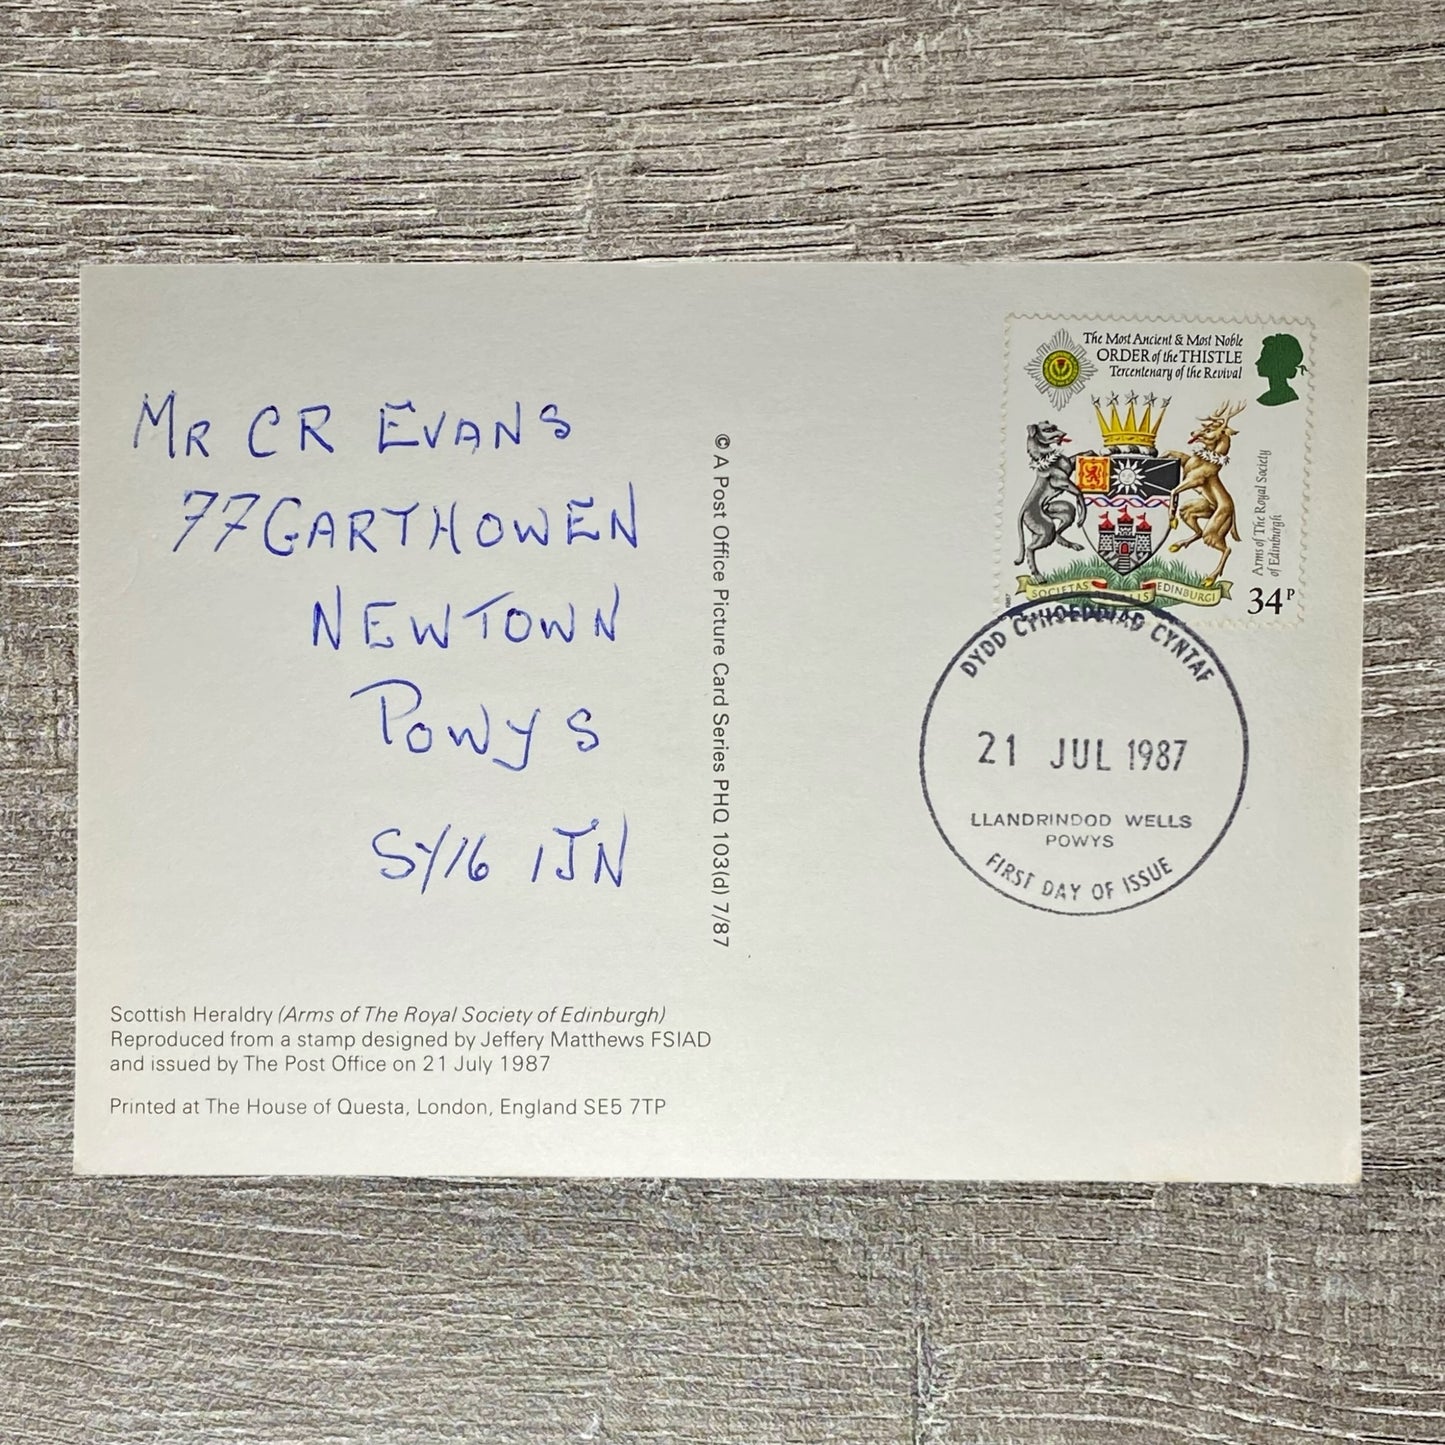 Mr CR Evans
77 GARTHOWEN
NEWTOWN
Powys
SY16 1JN
Scottish Heraldry (Arms of The Royal Society of Edinburgh)
Reproduced from a stamp designed by Jeffery Matthews FSIAD
and issued by The Post Office on 21 July 1987
Printed at The House of Questa, London, England SE5 7TP
© A Post Office Picture Card Series PHQ 103(d) 7/87
The Most Ancient & Most Noble
ORDER of the THISTLE
Tercentenary of the Revival
Arms of The Royal Society
of Edinburgh
SOCIETAS REGALIS EDINBURGI
1987
34P
DYDD CYHOEDDIAD CYNTAF
21 JUL 1987
LLANDRINDOD WELLS
POWYS
FIRST DAY OF ISSUE